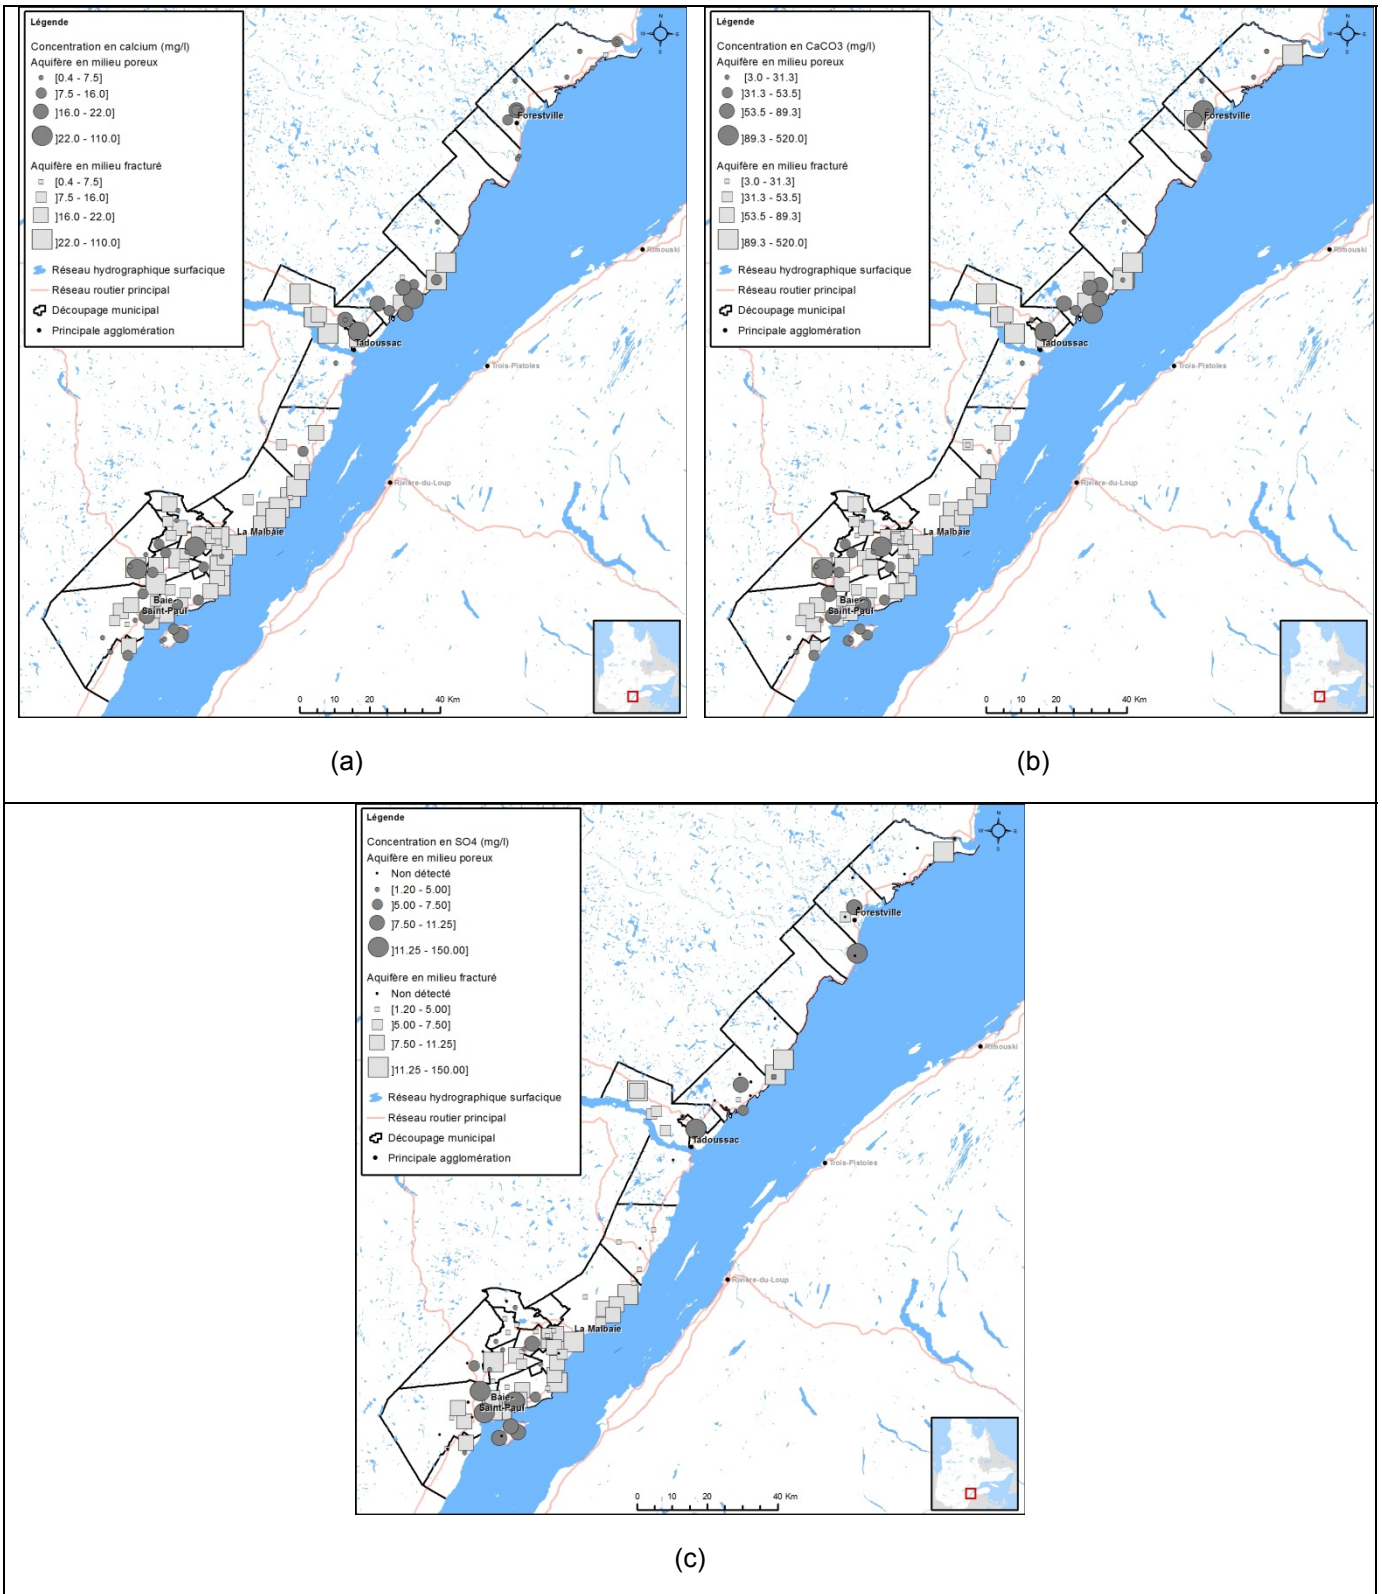 Légende
Concentration en calcium (mg/l)
Aquifère en milieu poreux
[0.4 - 7.5]
]7.5 - 16.0]
]16.0 - 22.0]
]22.0 - 110.0]
Aquifère en milieu fracturé
[0.4 - 7.5]
]7.5 - 16.0]
]16.0 - 22.0]
]22.0 - 110.0]
Réseau hydrographique surfacique
Réseau routier principal
Découpage municipal
Principale agglomération
N
W E
S
Forestville
Rimouski
Tadoussac
Trois-Pistoles
Rivière-du-Loup
La Malbaie
Baie-
Saint-Paul
0 10 20 40 Km
(a)
Légende
Concentration en CaCO3 (mg/l)
Aquifère en milieu poreux
[3.0 - 31.3]
]31.3 - 53.5]
]53.5 - 89.3]
]89.3 - 520.0]
Aquifère en milieu fracturé
[3.0 - 31.3]
]31.3 - 53.5]
]53.5 - 89.3]
]89.3 - 520.0]
Réseau hydrographique surfacique
Réseau routier principal
Découpage municipal
Principale agglomération
N
W E
S
Forestville
Rimouski
Tadoussac
Trois-Pistoles
Rivière-du-Loup
La Malbaie
Baie-
Saint-Paul
0 10 20 40 Km
(b)
Légende
Concentration en SO4 (mg/l)
Aquifère en milieu poreux
Non détecté
[1.20 - 5.00]
]5.00 - 7.50]
]7.50 - 11.25]
]11.25 - 150.00]
Aquifère en milieu fracturé
Non détecté
[1.20 - 5.00]
]5.00 - 7.50]
]7.50 - 11.25]
]11.25 - 150.00]
Réseau hydrographique surfacique
Réseau routier principal
Découpage municipal
Principale agglomération
N
W E
S
Forestville
Rimouski
Tadoussac
Trois-Pistoles
Rivière-du-Loup
La Malbaie
Baie-
Saint-Paul
0 10 20 40 Km
(c)